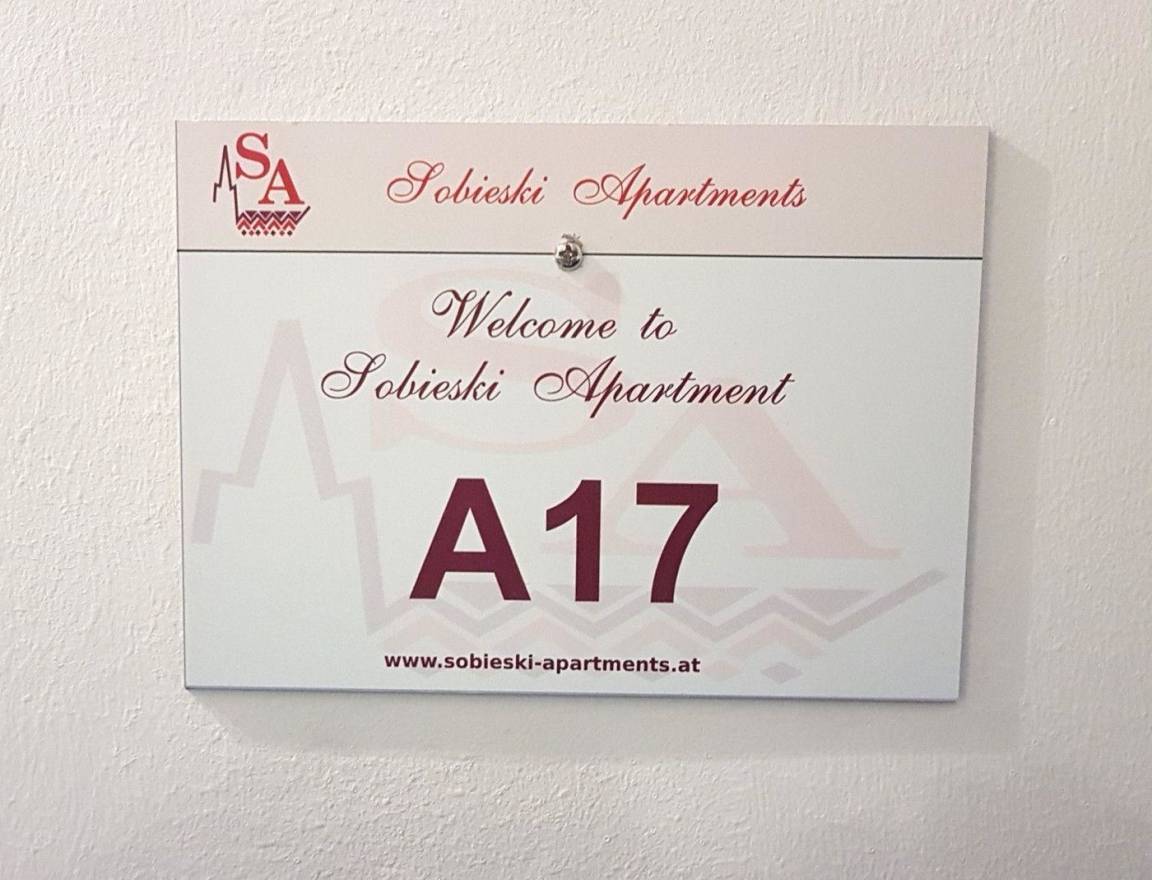 SA
Sobieski Apartments
Welcome to
Sobieski Apartment
A17
www.sobieski-apartments.at